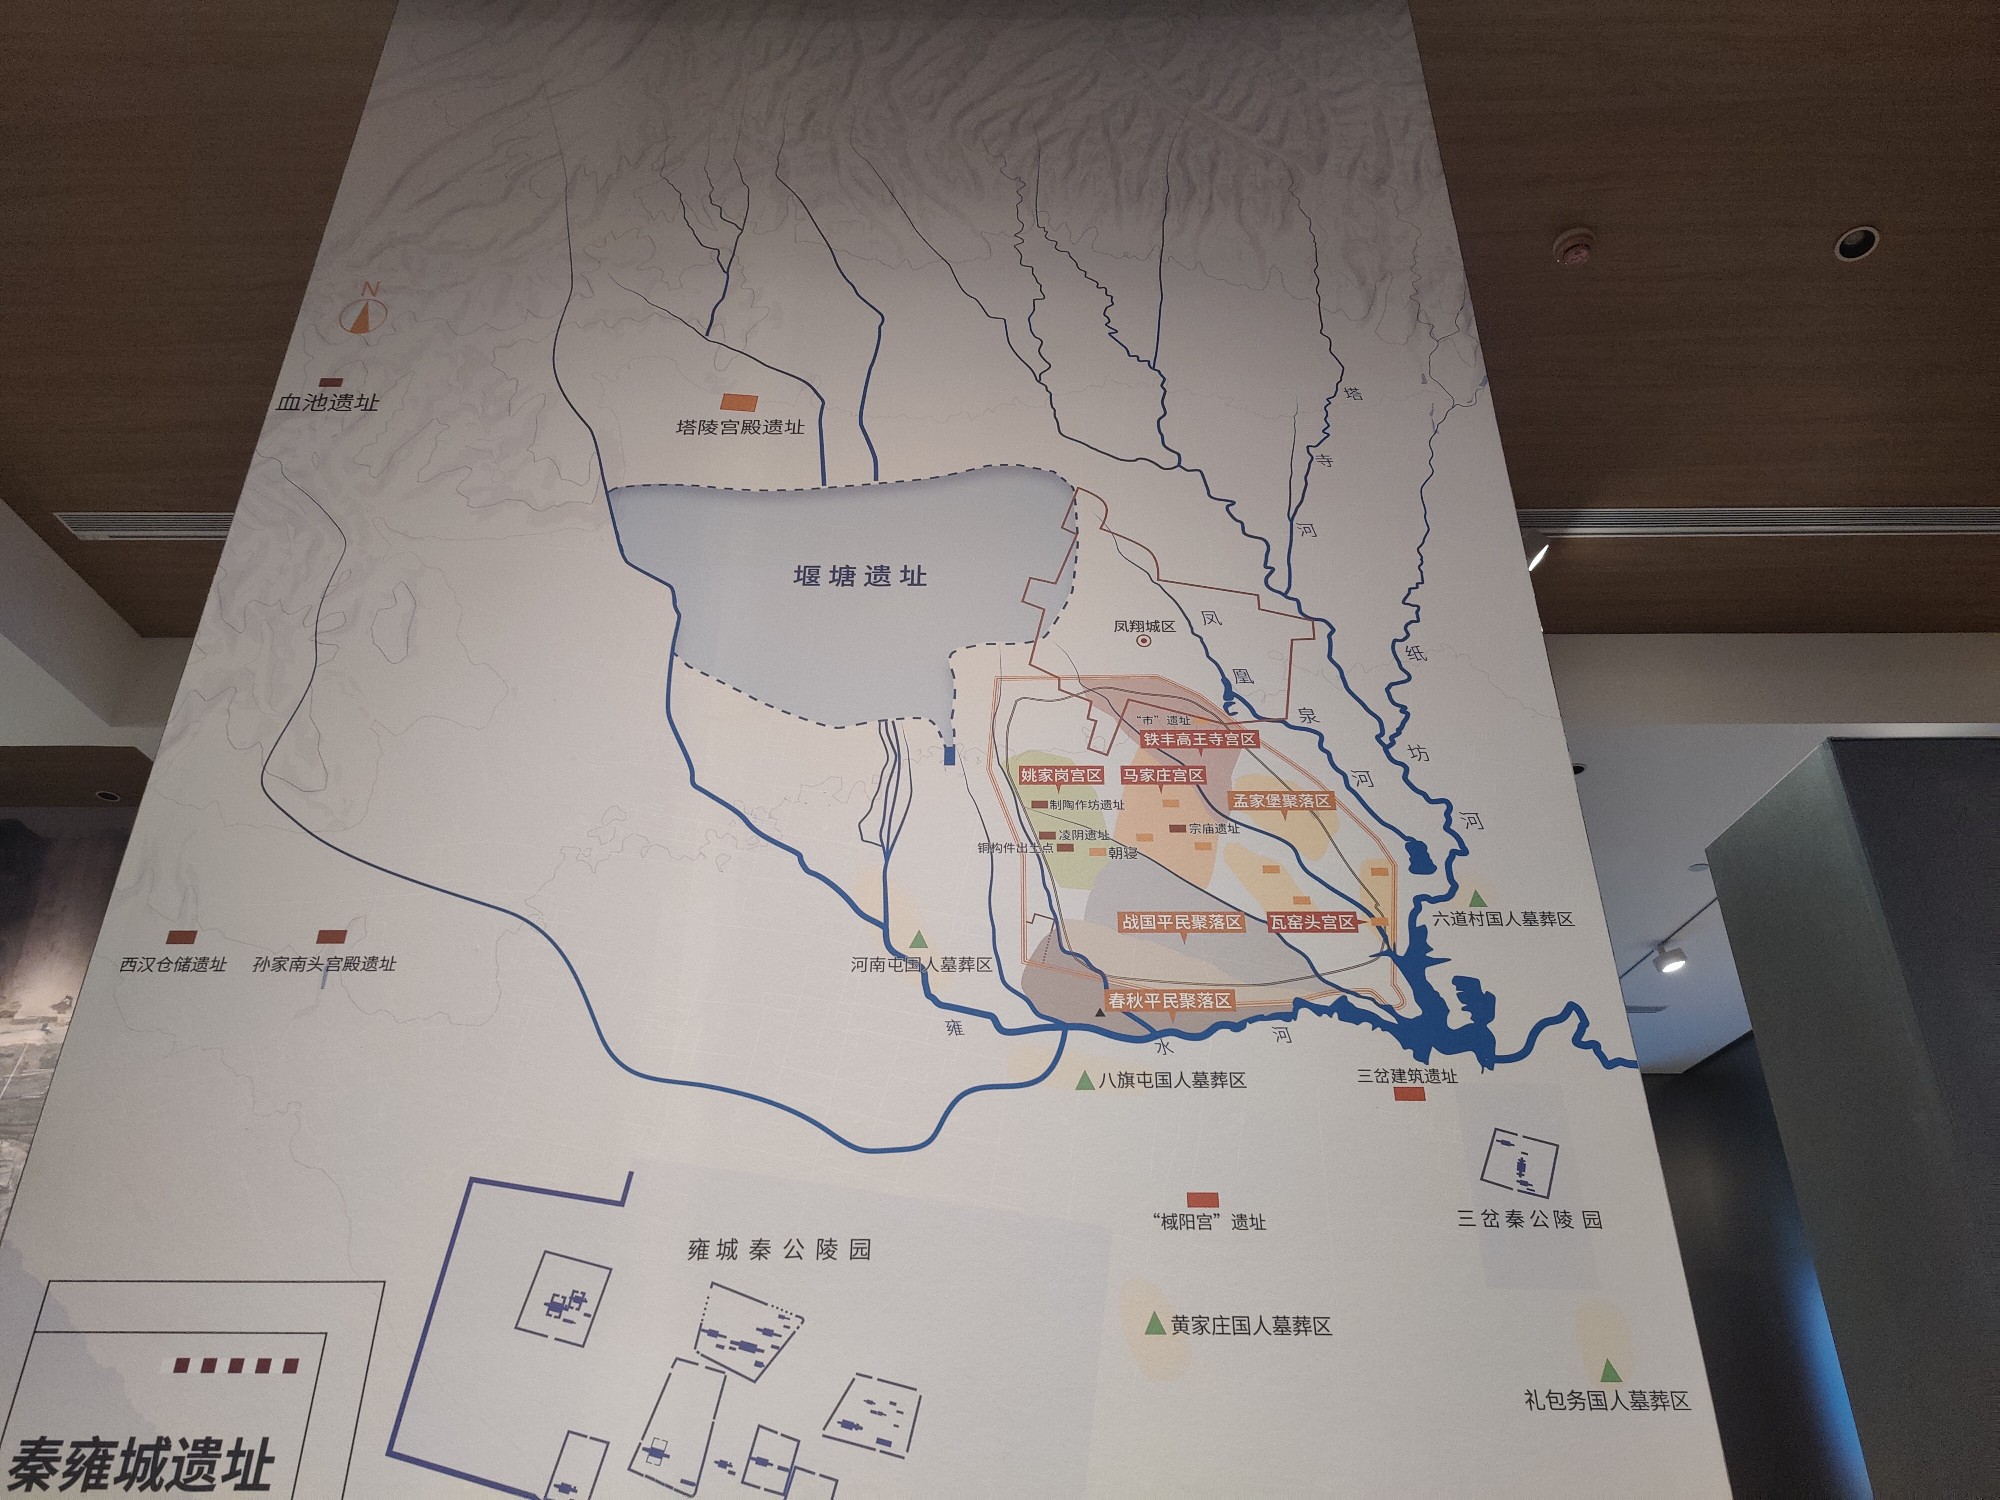 N
血池遗址
塔陵宫殿遗址
塔寺河
堰塘遗址
凤翔城区
凤凰泉河
纸坊河
“市”遗址
铁丰高王寺宫区
姚家岗宫区
马家庄宫区
孟家堡聚落区
制陶作坊遗址
凌阴遗址
宗庙遗址
铜构件出土点
朝寝
战国平民聚落区
瓦窑头宫区
六道村国人墓葬区
西汉仓储遗址
孙家南头宫殿遗址
河南屯国人墓葬区
春秋平民聚落区
雍水河
八旗屯国人墓葬区
三岔建筑遗址
“棫阳宫”遗址
三岔秦公陵园
雍城秦公陵园
黄家庄国人墓葬区
礼包务国人墓葬区
秦雍城遗址